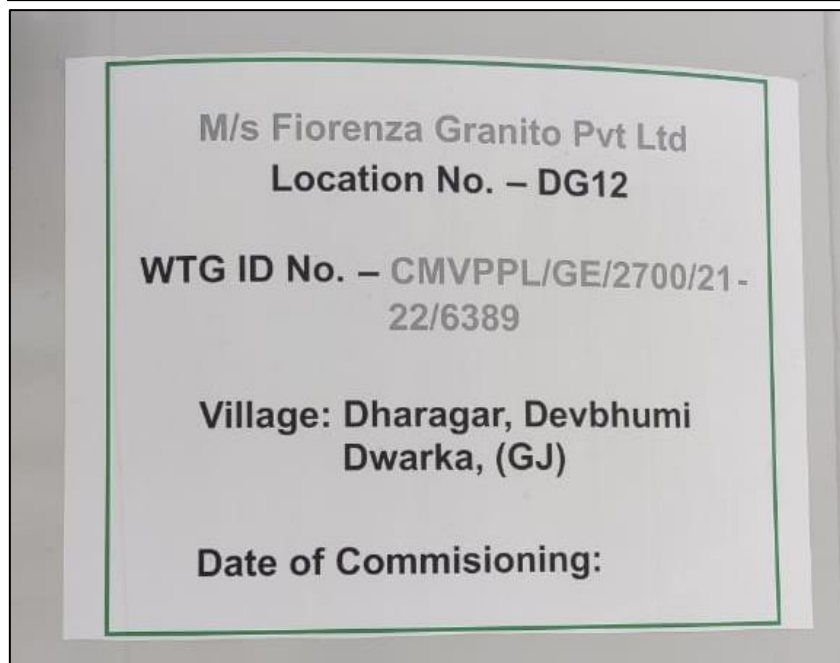 M/s Fiorenza Granito Pvt Ltd
Location No. – DG12
WTG ID No. – CMVPPL/GE/2700/21-
22/6389
Village: Dharagar, Devbhumi
Dwarka, (GJ)
Date of Commisioning: